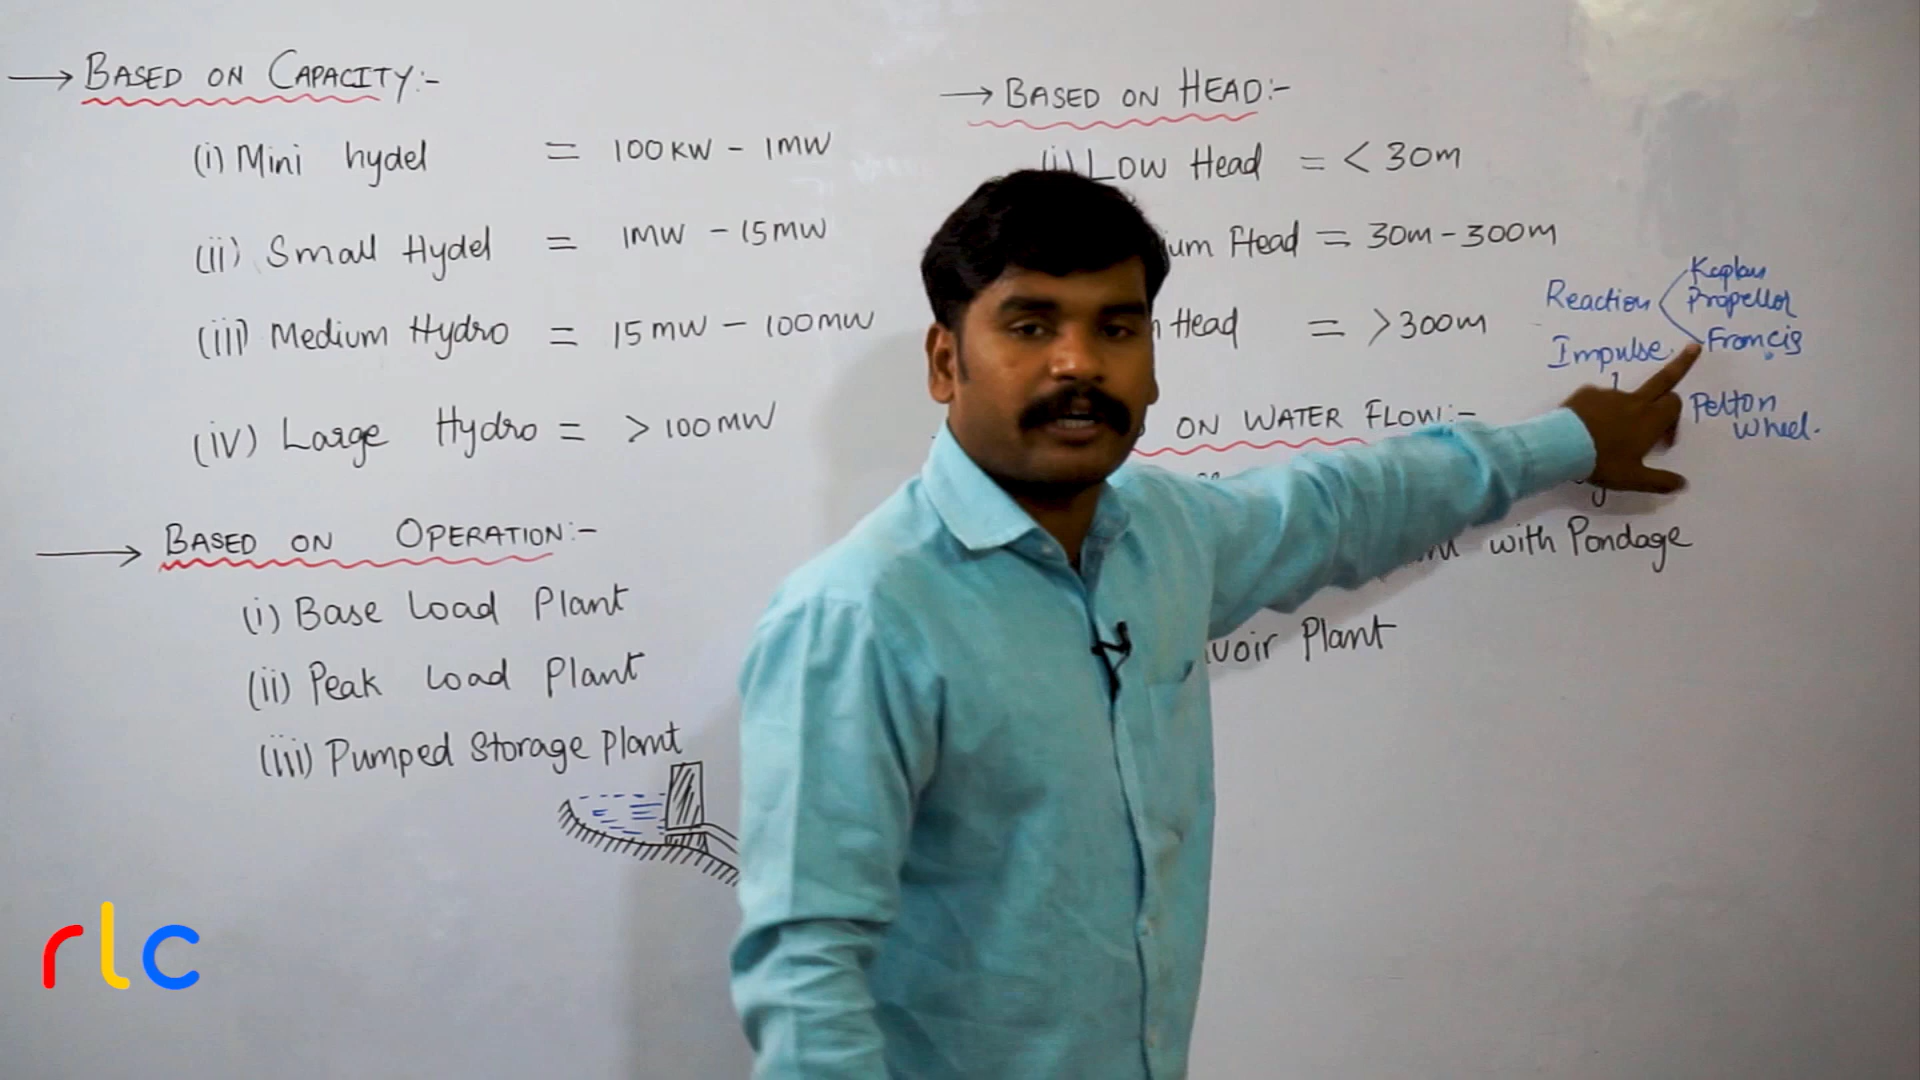 → BASED ON CAPACITY:-
(i) Mini hydel = 100KW - 1MW
(ii) Small Hydel = 1MW - 15MW
(iii) Medium Hydro = 15MW - 100MW
(iv) Large Hydro = > 100MW
→ BASED ON OPERATION:-
(i) Base Load Plant
(ii) Peak Load Plant
(iii) Pumped Storage Plant
→ BASED ON HEAD:-
(i) Low Head = < 30m
Head = 30m - 300m
Head = > 300m
Reaction
Kaplan
Propellor
Francis
Impulse
Pelton
Wheel.
ON WATER FLOW:-
with Pondage
Plant
rlc